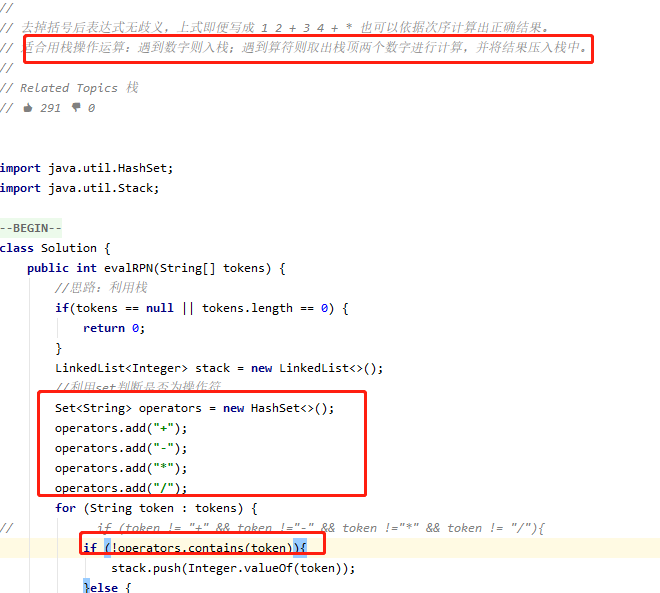 //
// 去掉括号后表达式无歧义，上式即便写成 1 2 + 3 4 + * 也可以依据次序计算出正确结果。
// 适合用栈操作运算：遇到数字则入栈；遇到算符则取出栈顶两个数字进行计算，并将结果压入栈中。
//
// Related Topics 栈
// 👍 291 👎 0
import java.util.HashSet;
import java.util.Stack;
--BEGIN--
class Solution {
public int evalRPN(String[] tokens) {
//思路：利用栈
if(tokens == null || tokens.length == 0) {
return 0;
}
LinkedList<Integer> stack = new LinkedList<>();
//利用set判断是否为操作符
Set<String> operators = new HashSet<>();
operators.add("+");
operators.add("-");
operators.add("*");
operators.add("/");
for (String token : tokens) {
// if (token != "+" && token !="-" && token !="*" && token != "/"){
if (!operators.contains(token)){
stack.push(Integer.valueOf(token));
}else {